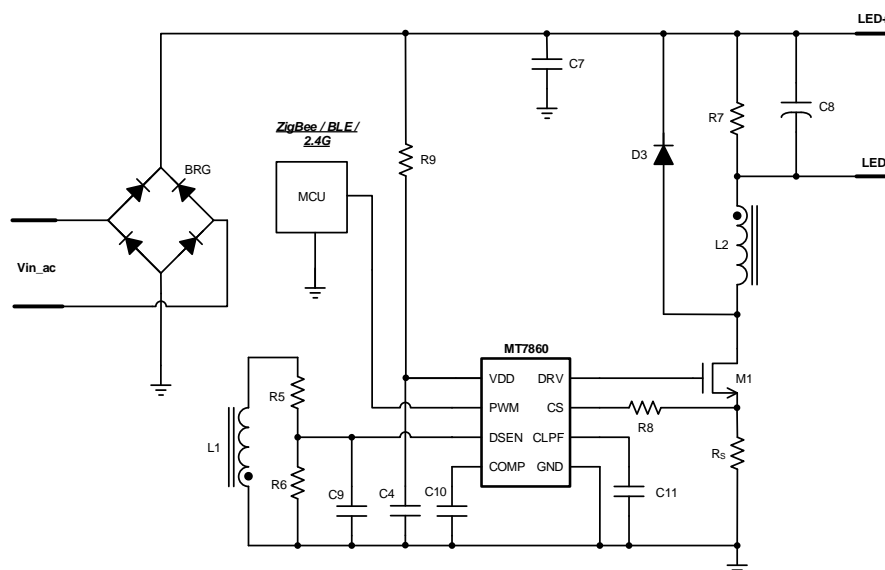 LED+
C7
R7
C8
ZigBee / BLE /
2.4G
D3
R9
BRG
LED
MCU
L2
Vin_ac
MT7860
VDD DRV
M1
R5
PWM CS
R8
L1
DSEN CLPF
RS
R6
COMP GND
C9 C4 C10
C11